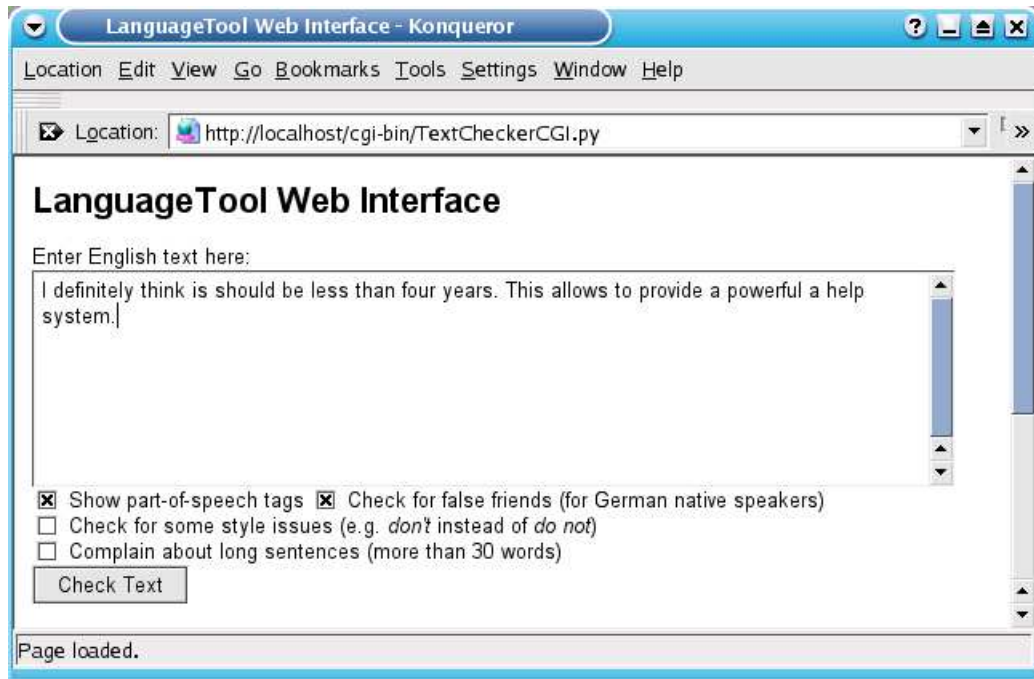 LanguageTool Web Interface - Konqueror
Location Edit View Go Bookmarks Tools Settings Window Help
Location: http://localhost/cgi-bin/TextCheckerCGI.py
LanguageTool Web Interface
Enter English text here:
I definitely think is should be less than four years. This allows to provide a powerful a help
system.
Show part-of-speech tags Check for false friends (for German native speakers)
Check for some style issues (e.g. don't instead of do not)
Complain about long sentences (more than 30 words)
Check Text
Page loaded.